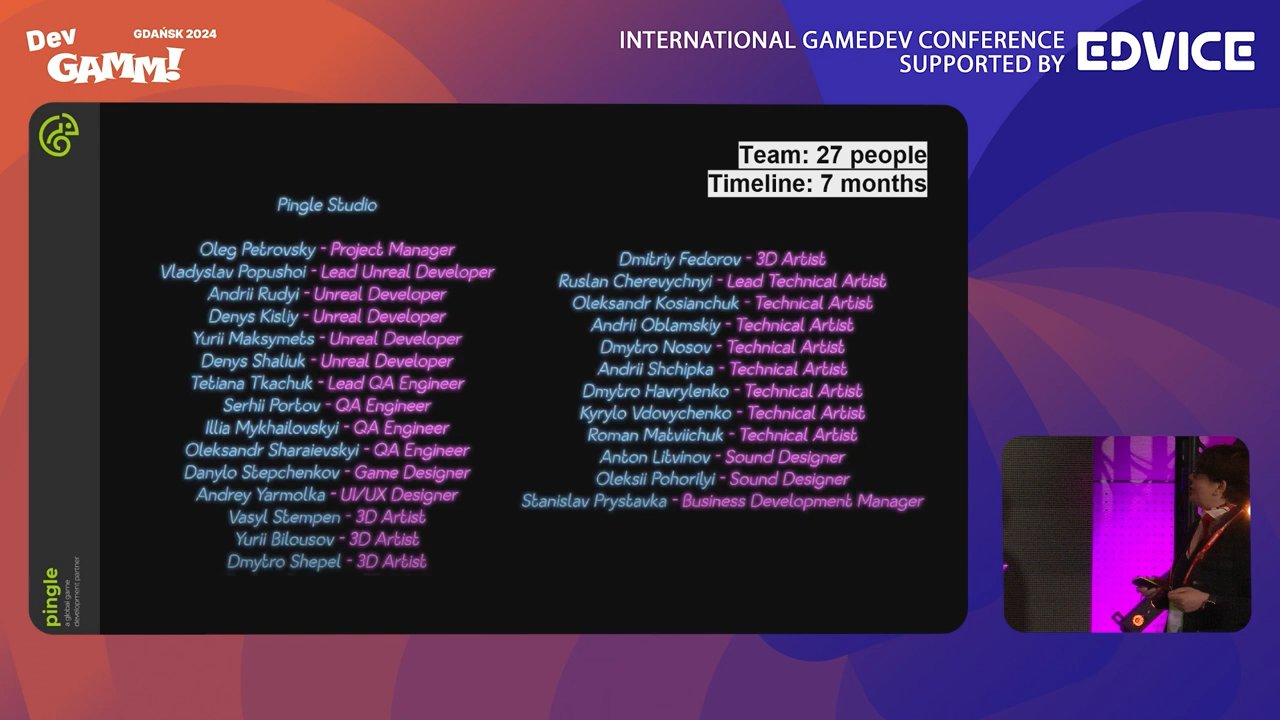 Dev
GAMM!
GDAŃSK 2024
INTERNATIONAL GAMEDEV CONFERENCE
SUPPORTED BY
EDVICE
Team: 27 people
Timeline: 7 months
Pingle Studio
Oleg Petrovsky - Project Manager
Vladyslav Popushoi - Lead Unreal Developer
Andrii Rudyi - Unreal Developer
Denys Kisliy - Unreal Developer
Yurii Maksymets - Unreal Developer
Denys Shaliuk - Unreal Developer
Tetiana Tkachuk - Lead QA Engineer
Serhii Portov - QA Engineer
Illia Mykhailovskyi - QA Engineer
Oleksandr Sharaievskyi - QA Engineer
Danylo Stepchenkov - Game Designer
Andrey Yarmolka - UI/UX Designer
Vasyl Stempen - 3D Artist
Yurii Bilousov - 3D Artist
Dmytro Shepel - 3D Artist
Dmitriy Fedorov - 3D Artist
Ruslan Cherevychnyi - Lead Technical Artist
Oleksandr Kosianchuk - Technical Artist
Andrii Oblamskiy - Technical Artist
Dmytro Nosov - Technical Artist
Andrii Shchipka - Technical Artist
Dmytro Havrylenko - Technical Artist
Kyrylo Vdovychenko - Technical Artist
Roman Matviichuk - Technical Artist
Anton Litvinov - Sound Designer
Oleksii Pohorilyi - Sound Designer
Stanislav Prystavka - Business Development Manager
pingle
a global game
development partner